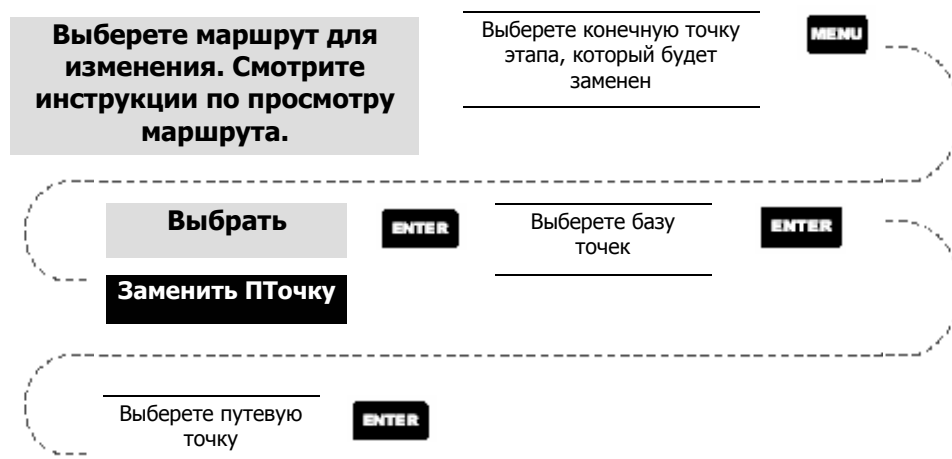 Выберете маршрут для
изменения. Смотрите
инструкции по просмотру
маршрута.
Выберете конечную точку
этапа, который будет
заменен
MENU
Выбрать
Заменить ПТочку
ENTER
Выберете базу
точек
ENTER
Выберете путевую
точку
ENTER